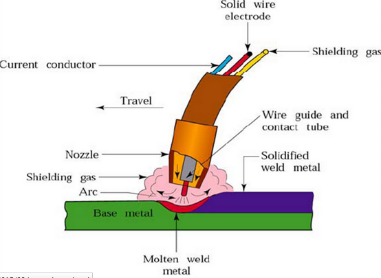 Solid wire
electrode
Shielding gas
Current conductor
Travel
Wire guide and
contact tube
Nozzle
Solidified
weld metal
Shielding gas
Arc
Base metal
Molten weld
metal